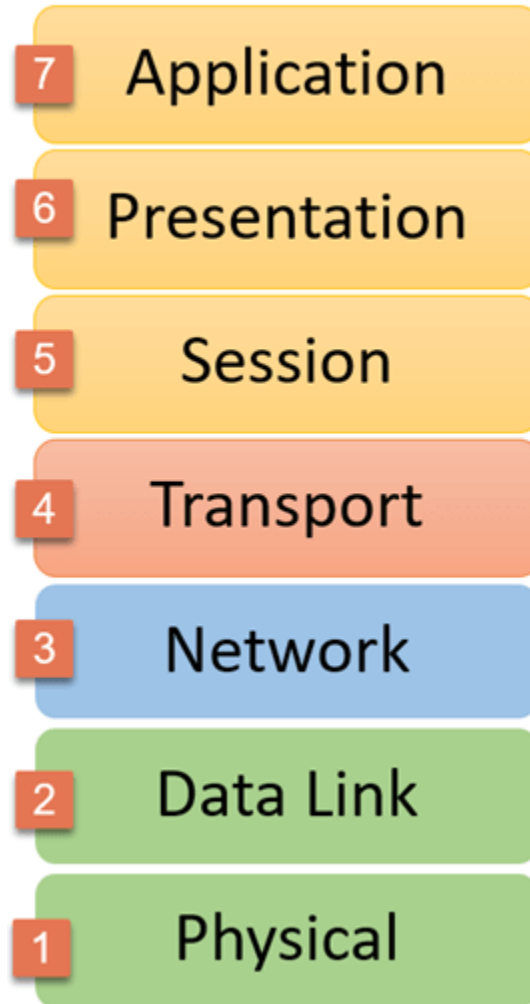 7 Application
6 Presentation
5 Session
4 Transport
3 Network
2 Data Link
1 Physical